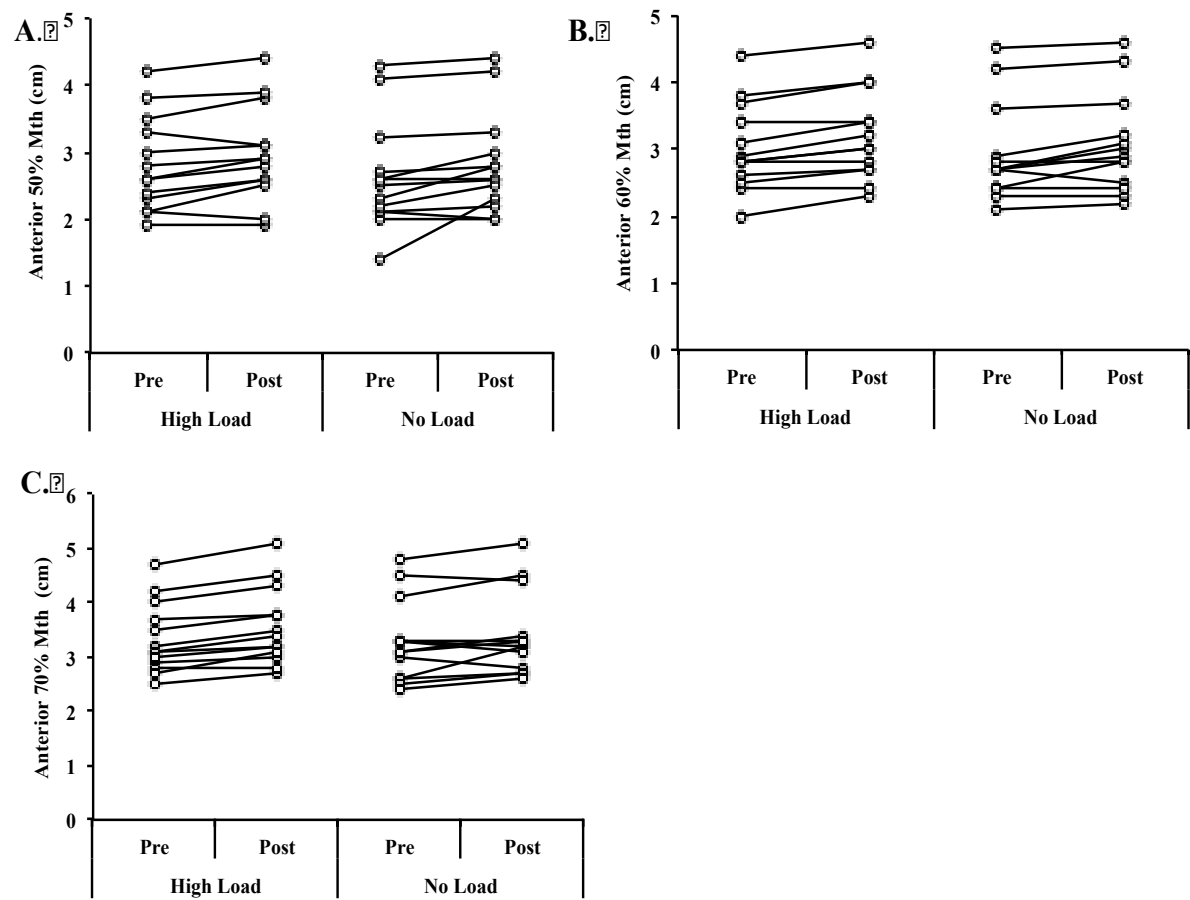 A.
5
4
3
2
1
0
Anterior 50% Mth (cm)
Pre Post Pre Post
High Load No Load
B.
5
4
3
2
1
0
Anterior 60% Mth (cm)
Pre Post Pre Post
High Load No Load
C.
6
5
4
3
2
1
0
Anterior 70% Mth (cm)
Pre Post Pre Post
High Load No Load